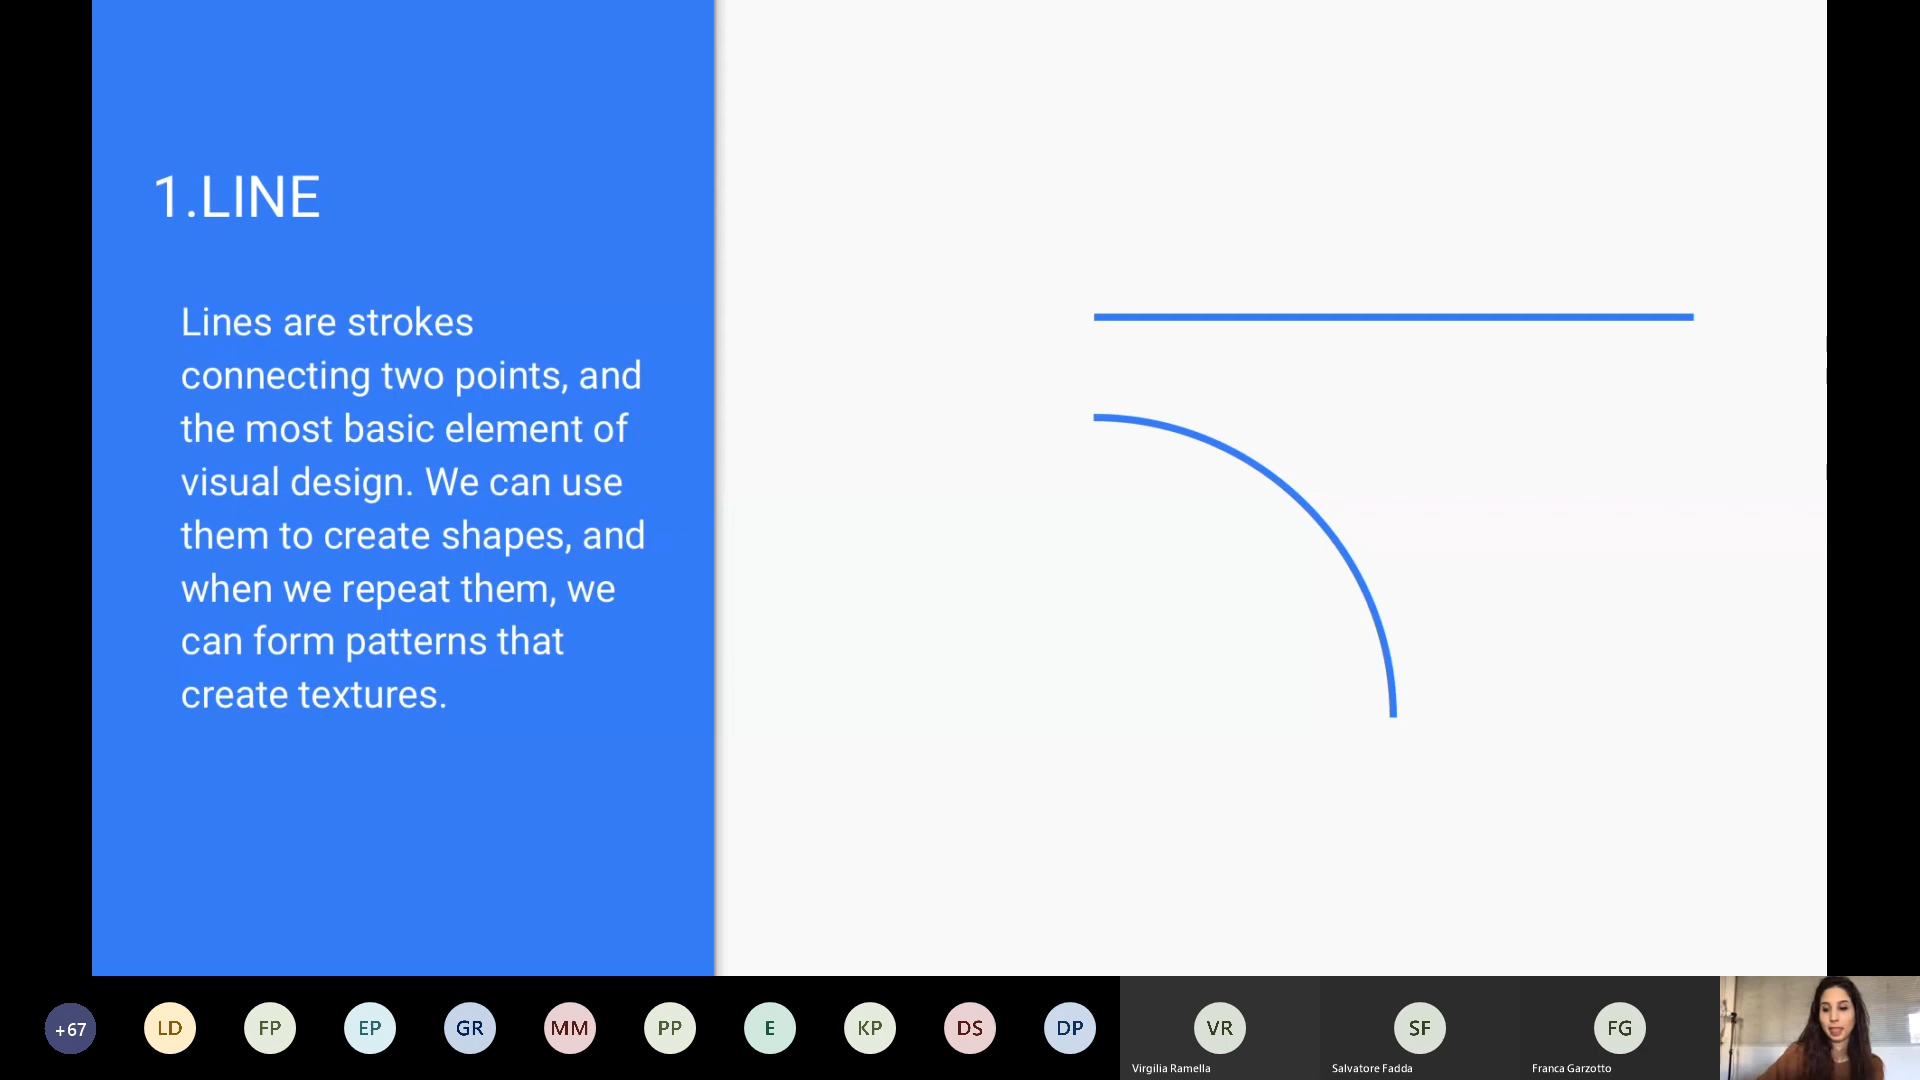 1.LINE
Lines are strokes
connecting two points, and
the most basic element of
visual design. We can use
them to create shapes, and
when we repeat them, we
can form patterns that
create textures.
+67
LD
FP
EP
GR
MM
PP
E
KP
DS
DP
VR
SF
FG
Virgilia Ramella
Salvatore Fadda
Franca Garzotto